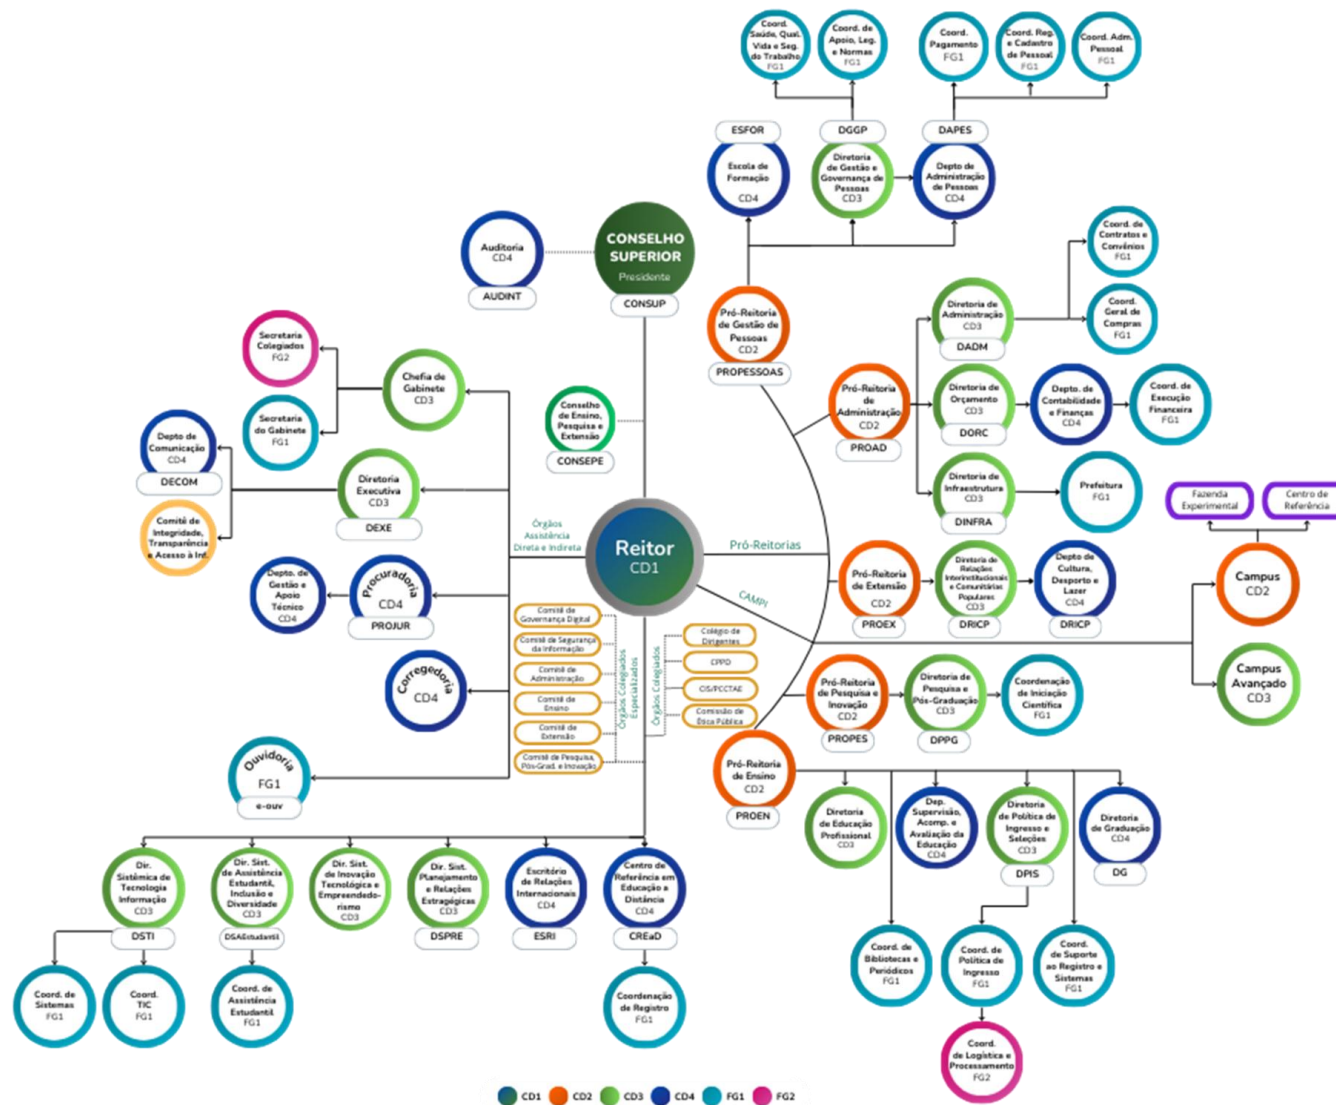 Coord.
Saúde, Qual.
Vida e Seg.
do Trabalho
FG1
Coord. de
Apoio, Leg.
e Normas
FG1
Coord.
Pagamento
FG1
Coord. Reg.
e Cadastro
de Pessoal
FG1
Coord. Adm.
Pessoal
FG1
ESFOR
Escola de
Formação
CD4
DGGP
Diretoria
de Gestão e
Governança de
Pessoas
CD3
DAPES
Depto de
Administração
de Pessoas
CD4
CONSELHO
SUPERIOR
Presidente
CONSUP
Auditoria
CD4
AUDINT
Pró-Reitoria
de Gestão de
Pessoas
CD2
PROPESSOAS
Coord. de
Contratos e
Convênios
FG1
Diretoria de
Administração
CD3
DADM
Coord.
Geral de
Compras
FG1
Secretaria
Colegiados
FG2
Chefia de
Gabinete
CD3
Secretaria
do Gabinete
FG1
Conselho
de Ensino,
Pesquisa e
Extensão
CONSEPE
Pró-Reitoria
de
Administração
CD2
PROAD
Diretoria de
Orçamento
CD3
DORC
Depto. de
Contabilidade
e Finanças
CD4
Coord. de
Execução
Financeira
FG1
Depto de
Comunicação
CD4
DECOM
Diretoria
Executiva
CD3
DEXE
Comitê de
Integridade,
Transparência
e Acesso à Inf.
Diretoria de
Infraestrutura
CD3
DINFRA
Prefeitura
FG1
Fazenda
Experimental
Centro de
Referência
Órgãos
Assistência
Direta e Indireta
Reitor
CD1
Pró-Reitorias
CAMPI
Depto. de
Gestão e
Apoio
Técnico
CD4
Procuradoria
CD4
PROJUR
Pró-Reitoria
de Extensão
CD2
PROEX
Diretoria de
Relações
Interinstitucionais
e Comunitárias
Populares
CD3
DRICP
Depto de
Cultura,
Desporto e
Lazer
CD4
DRICP
Campus
CD2
Campus
Avançado
CD3
Corregedoria
CD4
Comitê de
Governança Digital
Comitê de Segurança
da Informação
Comitê de
Administração
Comitê de
Ensino
Comitê de
Extensão
Comitê de Pesquisa,
Pós-Grad. e Inovação
Órgãos Colegiados
Especializados
Órgãos Colegiados
Colégio de
Dirigentes
CPPD
CIS/PCCTAE
Comissão de
Ética Pública
Pró-Reitoria
de Pesquisa e
Inovação
CD2
PROPES
Diretoria de
Pesquisa e
Pós-Graduação
CD3
DPPG
Coordenação
de Iniciação
Científica
FG1
Ouvidoria
FG1
e-ouv
Pró-Reitoria
de Ensino
CD2
PROEN
Diretoria
de Educação
Profissional
CD3
Dep.
Supervisão,
Acomp. e
Avaliação da
Educação
CD4
Diretoria
de Política de
Ingresso e
Seleções
CD3
DPIS
Diretoria
de Graduação
CD4
DG
Dir.
Sistêmica de
Tecnologia
Informação
CD3
DSTI
Dir. Sist.
de Assistência
Estudantil,
Inclusão e
Diversidade
CD3
DSAEstudantil
Dir. Sist.
de Inovação
Tecnológica e
Empreendedo-
rismo
CD3
Dir. Sist.
Planejamento
e Relações
Estragégicas
CD3
DSPRE
Escritório
de Relações
Internacionais
CD4
ESRI
Centro de
Referência em
Educação a
Distância
CD4
CREaD
Coord. de
Sistemas
FG1
Coord.
TIC
FG1
Coord. de
Assistência
Estudantil
FG1
Coordenação
de Registro
FG1
Coord. de
Bibliotecas e
Periódicos
FG1
Coord. de
Política de
Ingresso
FG1
Coord.
de Suporte
ao Registro e
Sistemas
FG1
Coord.
de Logística e
Processamento
FG2
CD1 CD2 CD3 CD4 FG1 FG2